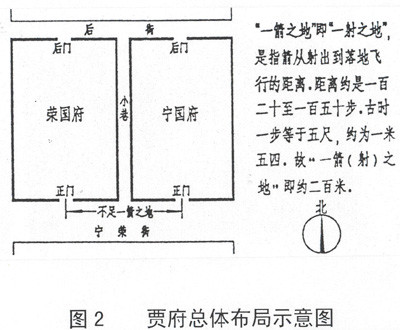 后 街
后门
后门
荣国府
小巷
宁国府
正门
正门
不足一箭之地
宁 荣 街
“一箭之地”即“一射之地”,
是指箭从射出到落地飞
行的距离.距离约是一百
二十至一百五十步.古时
一步等于五尺，约为一米
五四.故“一箭(射)之
地”即约二百米.
北
图2 贾府总体布局示意图